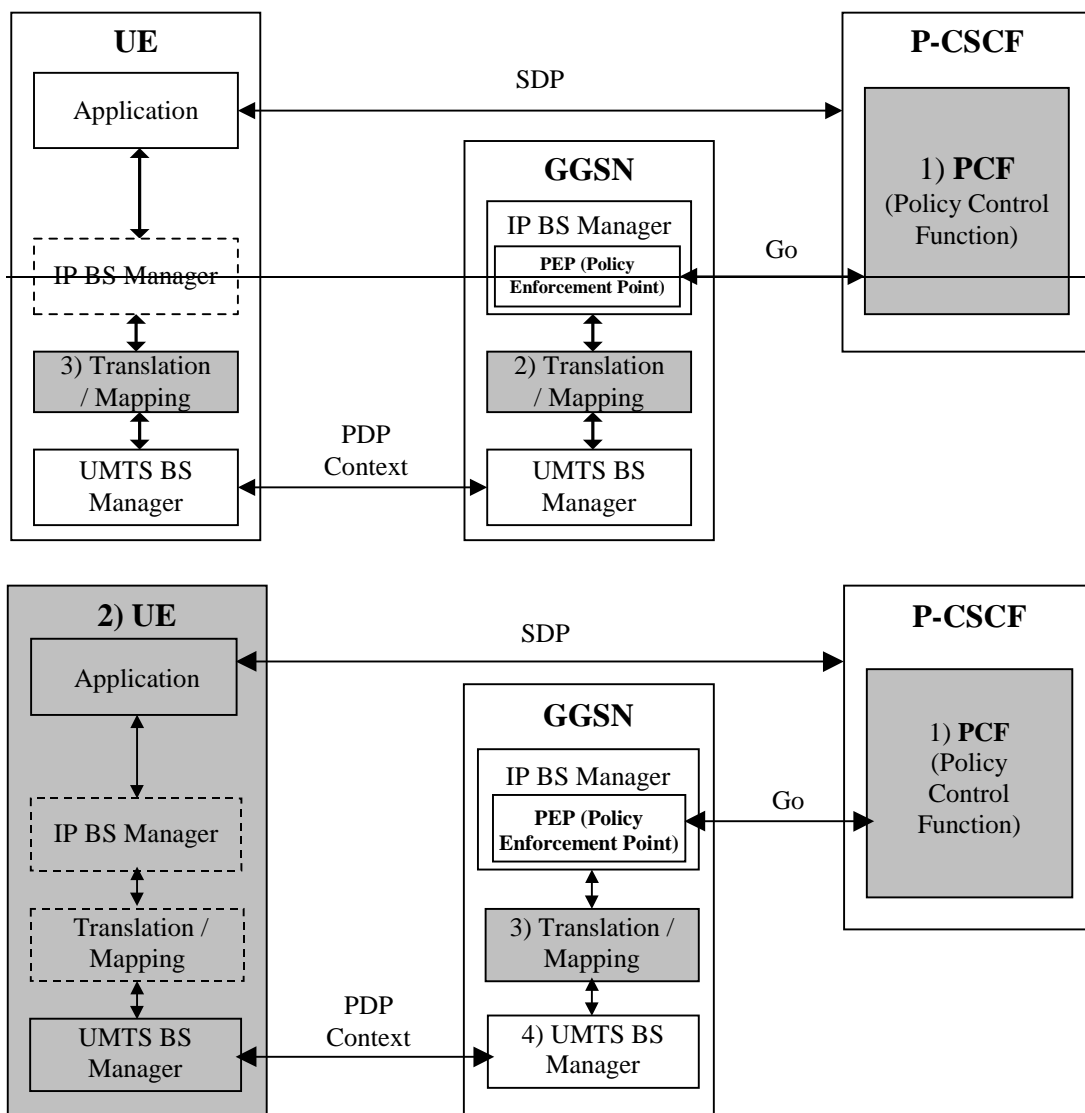 UE
Application
IP BS Manager
3) Translation
/ Mapping
UMTS BS
Manager
SDP
PDP
Context
GGSN
IP BS Manager
PEP (Policy
Enforcement Point)
2) Translation
/ Mapping
UMTS BS
Manager
Go
P-CSCF
1) PCF
(Policy Control
Function)
2) UE
Application
IP BS Manager
Translation /
Mapping
UMTS BS
Manager
SDP
PDP
Context
GGSN
IP BS Manager
PEP (Policy
Enforcement Point)
3) Translation /
Mapping
4) UMTS BS
Manager
Go
P-CSCF
1) PCF
(Policy
Control
Function)